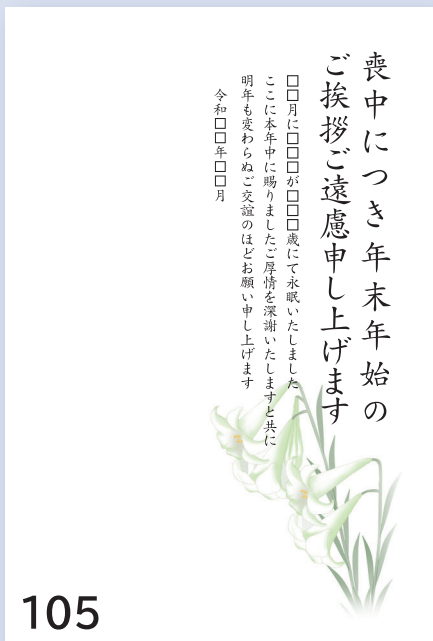 喪中につき年末年始の
ご挨拶ご遠慮申し上げます
□□月に□□□が□□□歳にて永眠いたしました
ここに本年中に賜りましたご厚情を深謝いたしますと共に
明年も変わらぬご交誼のほどお願い申し上げます
令和□□年□□月
105